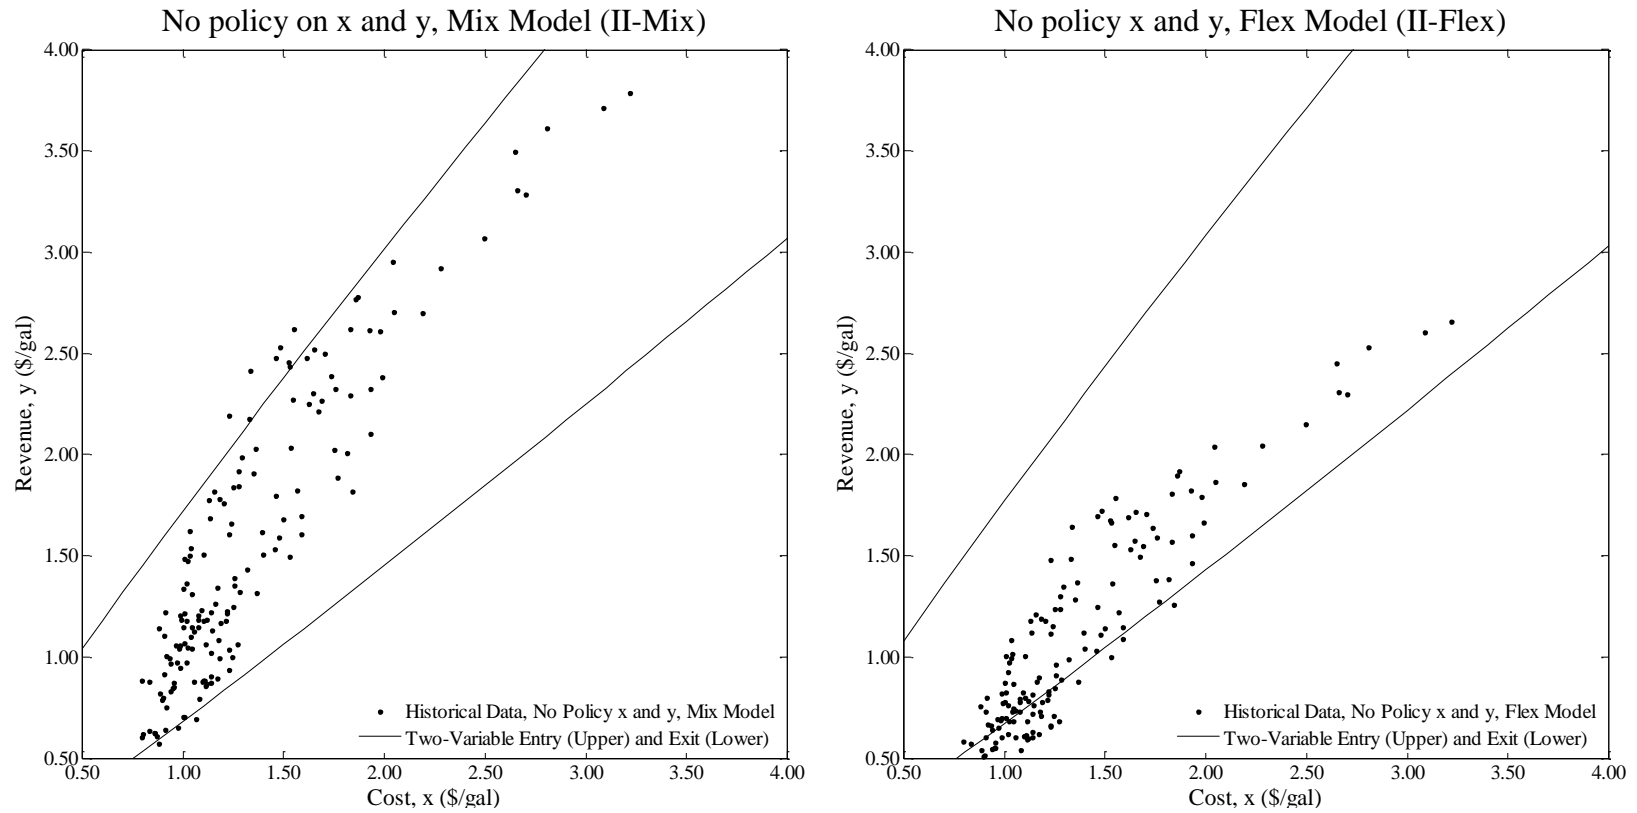 No policy on x and y, Mix Model (II-Mix)
4.00
3.50
3.00
2.50
2.00
1.50
1.00
0.50
Revenue, y ($/gal)
0.50 1.00 1.50 2.00 2.50 3.00 3.50 4.00
Cost, x ($/gal)
Historical Data, No Policy x and y, Mix Model
Two-Variable Entry (Upper) and Exit (Lower)
No policy x and y, Flex Model (II-Flex)
4.00
3.50
3.00
2.50
2.00
1.50
1.00
0.50
Revenue, y ($/gal)
0.50 1.00 1.50 2.00 2.50 3.00 3.50 4.00
Cost, x ($/gal)
Historical Data, No Policy x and y, Flex Model
Two-Variable Entry (Upper) and Exit (Lower)